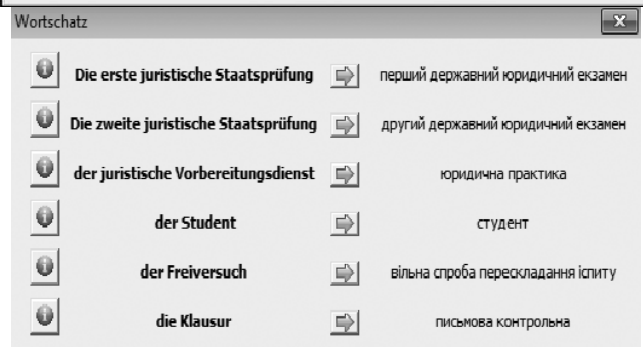 Wortschatz
Die erste juristische Staatsprüfung перший державний юридичний екзамен
Die zweite juristische Staatsprüfung другий державний юридичний екзамен
der juristische Vorbereitungsdienst юридична практика
der Student студент
der Freiversuch вільна спроба перескладання іспиту
die Klausur письмова контрольна